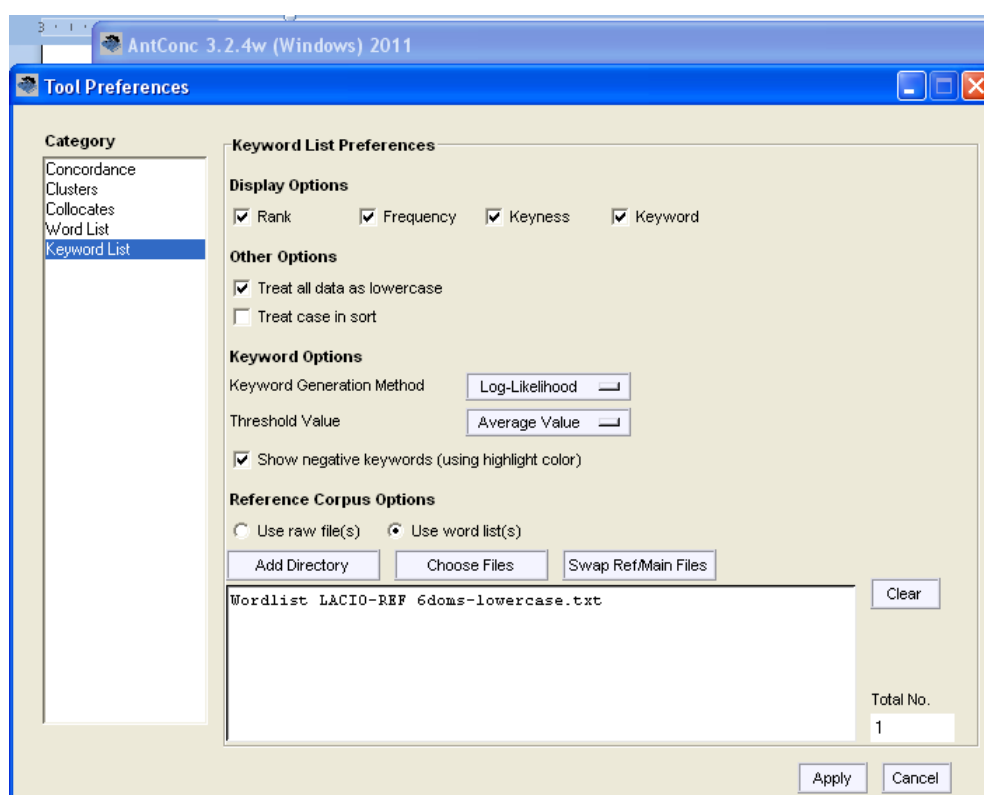 3
AntConc 3.2.4w (Windows) 2011
Tool Preferences
Category
Concordance
Clusters
Collocates
Word List
Keyword List
Keyword List Preferences
Display Options
Rank Frequency Keyness Keyword
Other Options
Treat all data as lowercase
Treat case in sort
Keyword Options
Keyword Generation Method Log-Likelihood
Threshold Value Average Value
Show negative keywords (using highlight color)
Reference Corpus Options
Use raw file(s) Use word list(s)
Add Directory Choose Files Swap Ref/Main Files
Wordlist LACIO-REF 6doms-lowercase.txt
Clear
Total No.
1
Apply Cancel